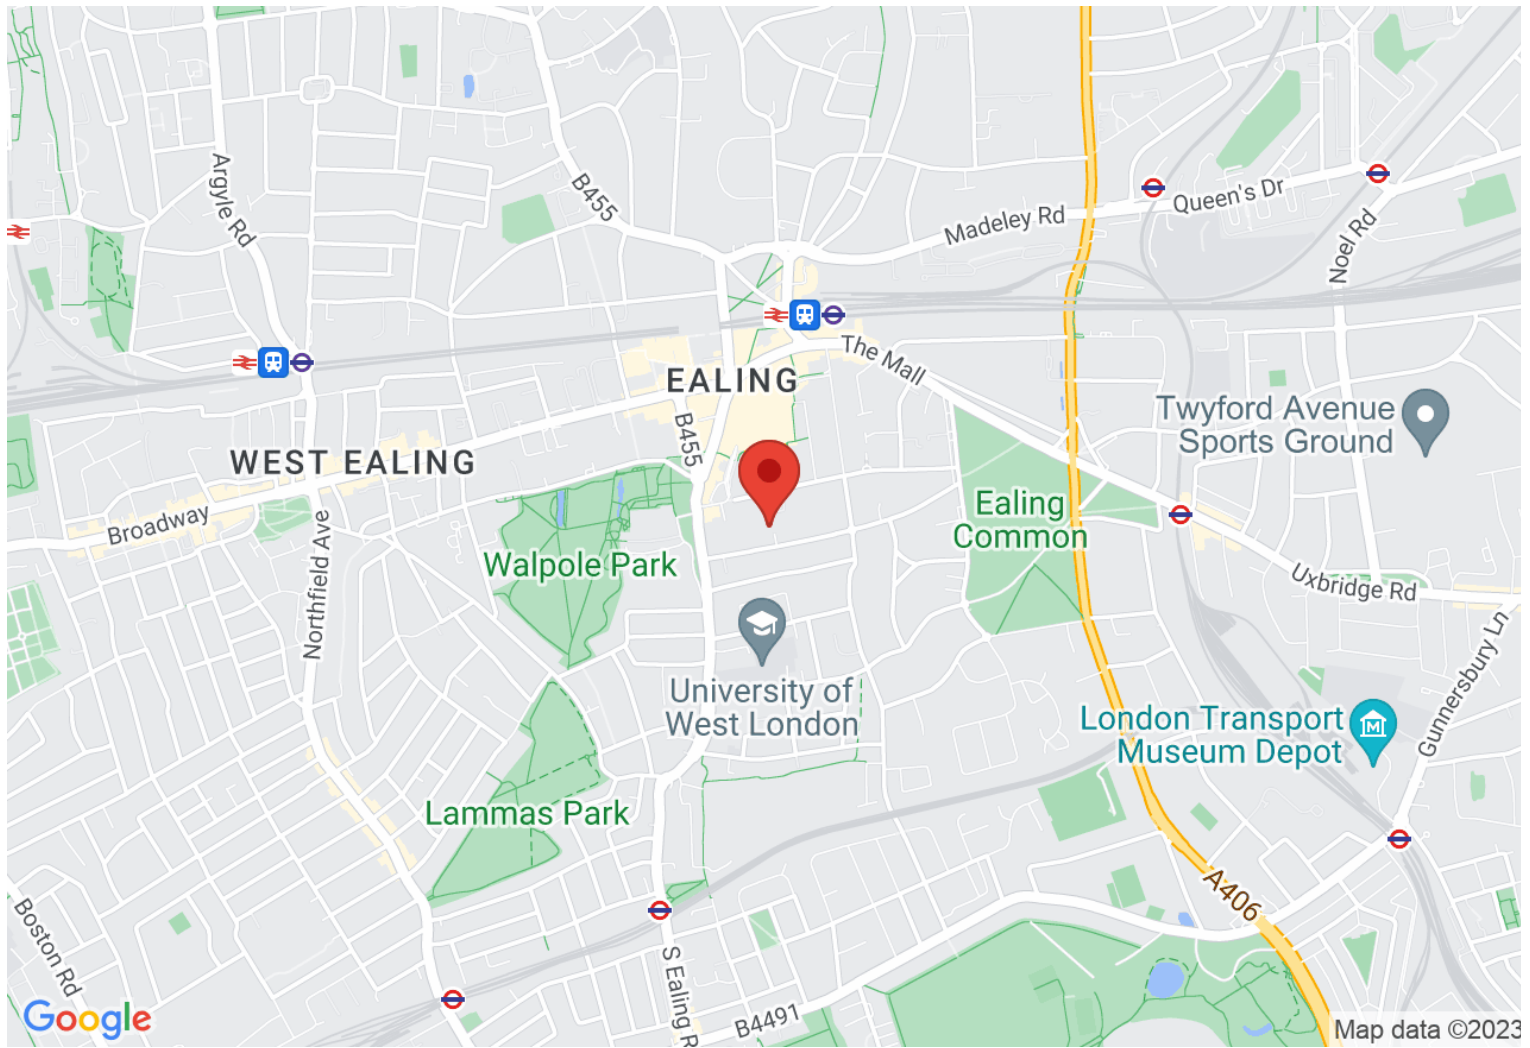 Argyle Rd
B455
Madeley Rd
Queen's Dr
Noel Rd
The Mall
EALING
B455
Twyford Avenue
Sports Ground
WEST EALING
Broadway
Northfield Ave
Walpole Park
Ealing
Common
Uxbridge Rd
Gunnersbury Ln
University of
West London
London Transport
Museum Depot
M
Lammas Park
A406
Boston Rd
S Ealing R
B4491
Google
Map data ©2023